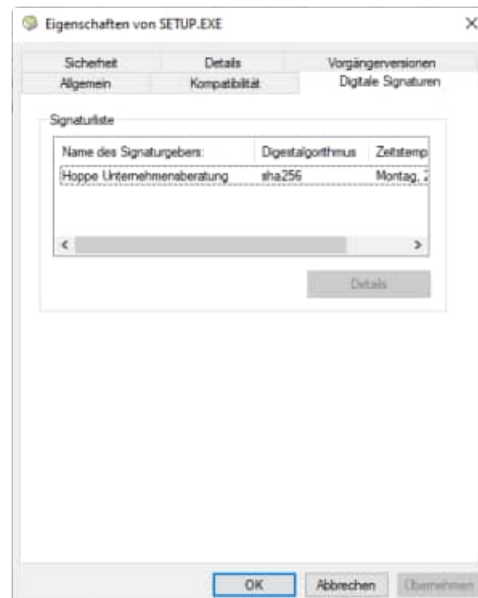 Eigenschaften von SETUP.EXE
Sicherheit Details Vorgängerversionen
Allgemein Kompatibilität Digitale Signaturen
Signaturliste
Name des Signaturgebers: Digestalgorithmus Zeitstemp
Hoppe Unternehmensberatung sha256 Montag, 2
Details
OK Abbrechen Übernehmen